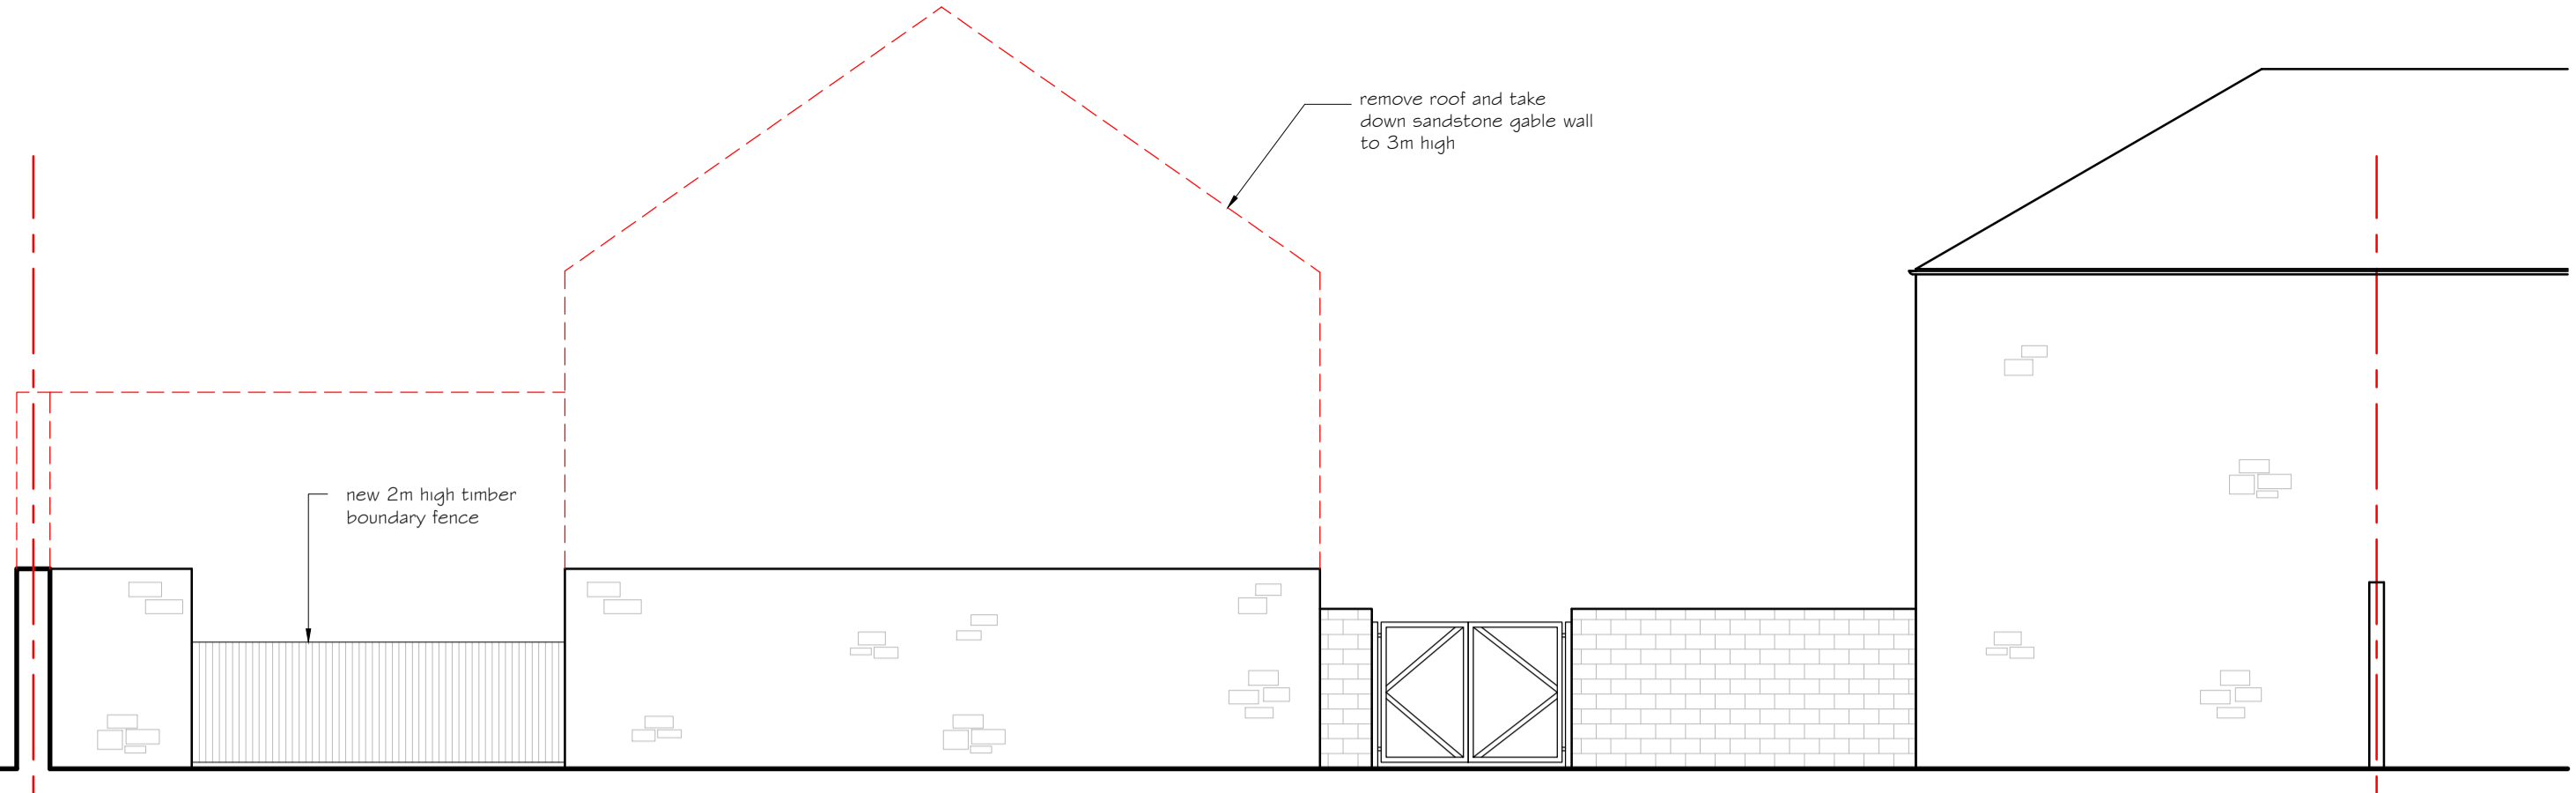 remove roof and take
down sandstone gable wall
to 3m high
new 2m high timber
boundary fence